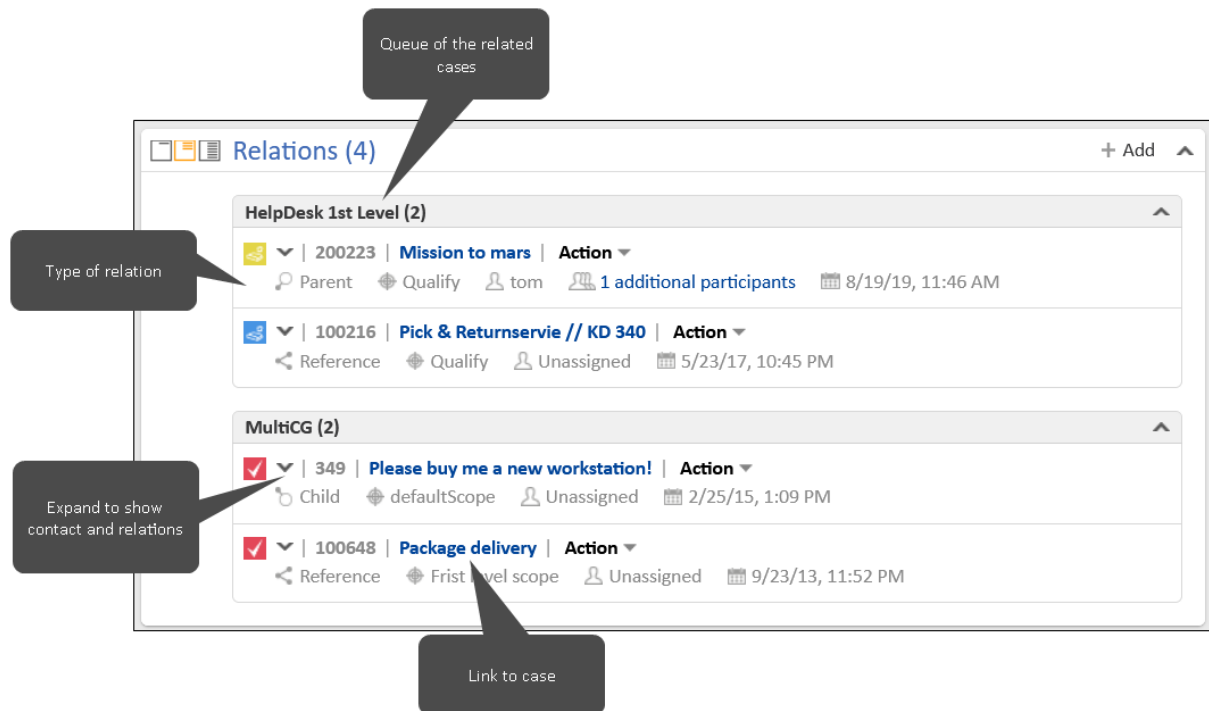 Queue of the related
cases
Relations (4)
+ Add
HelpDesk 1st Level (2)
| 200223 | Mission to mars | Action
Type of relation
Parent Qualify tom 1 additional participants 8/19/19, 11:46 AM
| 100216 | Pick & Returnservie // KD 340 | Action
Reference Qualify Unassigned 5/23/17, 10:45 PM
MultiCG (2)
| 349 | Please buy me a new workstation! | Action
Child defaultScope Unassigned 2/25/15, 1:09 PM
Expand to show
contact and relations
| 100648 | Package delivery | Action
Reference Frist level scope Unassigned 9/23/13, 11:52 PM
Link to case